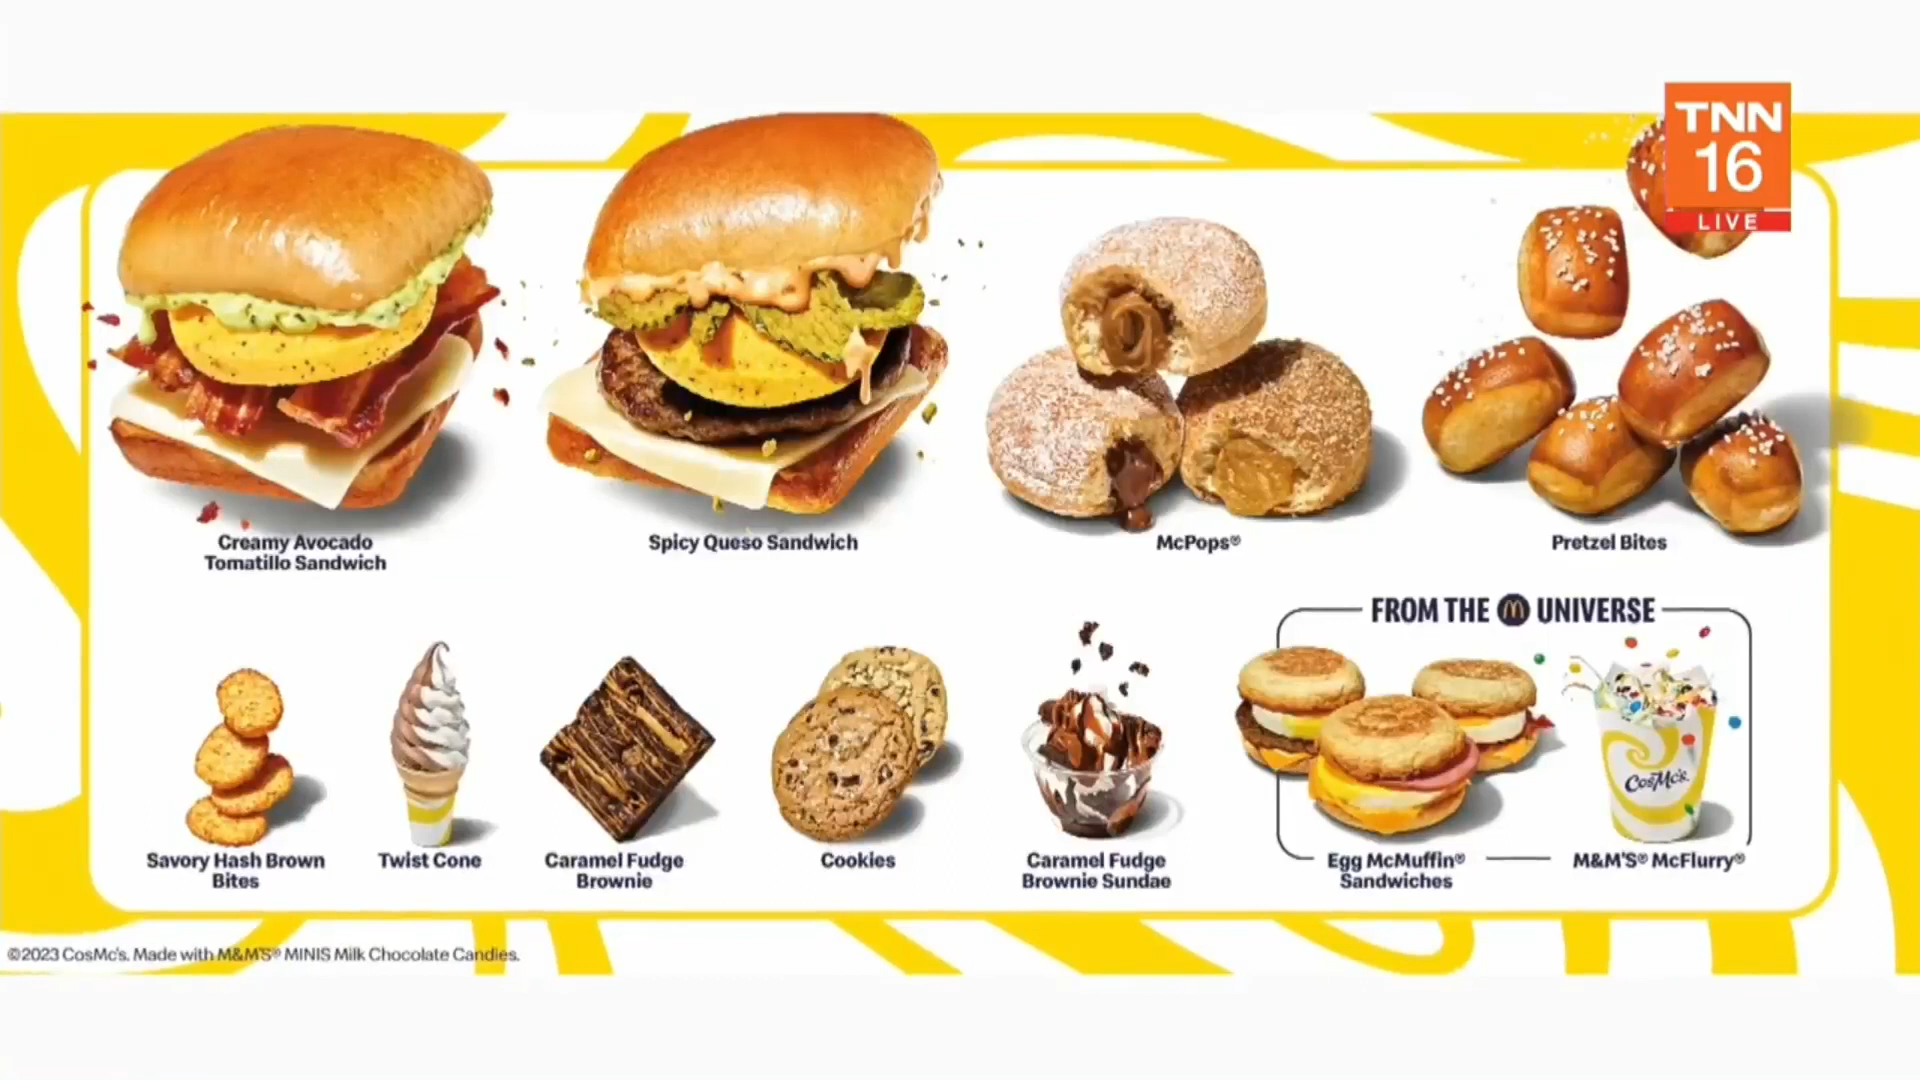 TNN
16
LIVE
Creamy Avocado
Tomatillo Sandwich
Spicy Queso Sandwich
McPops®
Pretzel Bites
FROM THE M UNIVERSE
CosMc's.
Savory Hash Brown
Bites
Twist Cone
Caramel Fudge
Brownie
Cookies
Caramel Fudge
Brownie Sundae
Egg McMuffin®
Sandwiches
M&M'S® McFlurry®
©2023 CosMc's. Made with M&M'S® MINIS Milk Chocolate Candies.